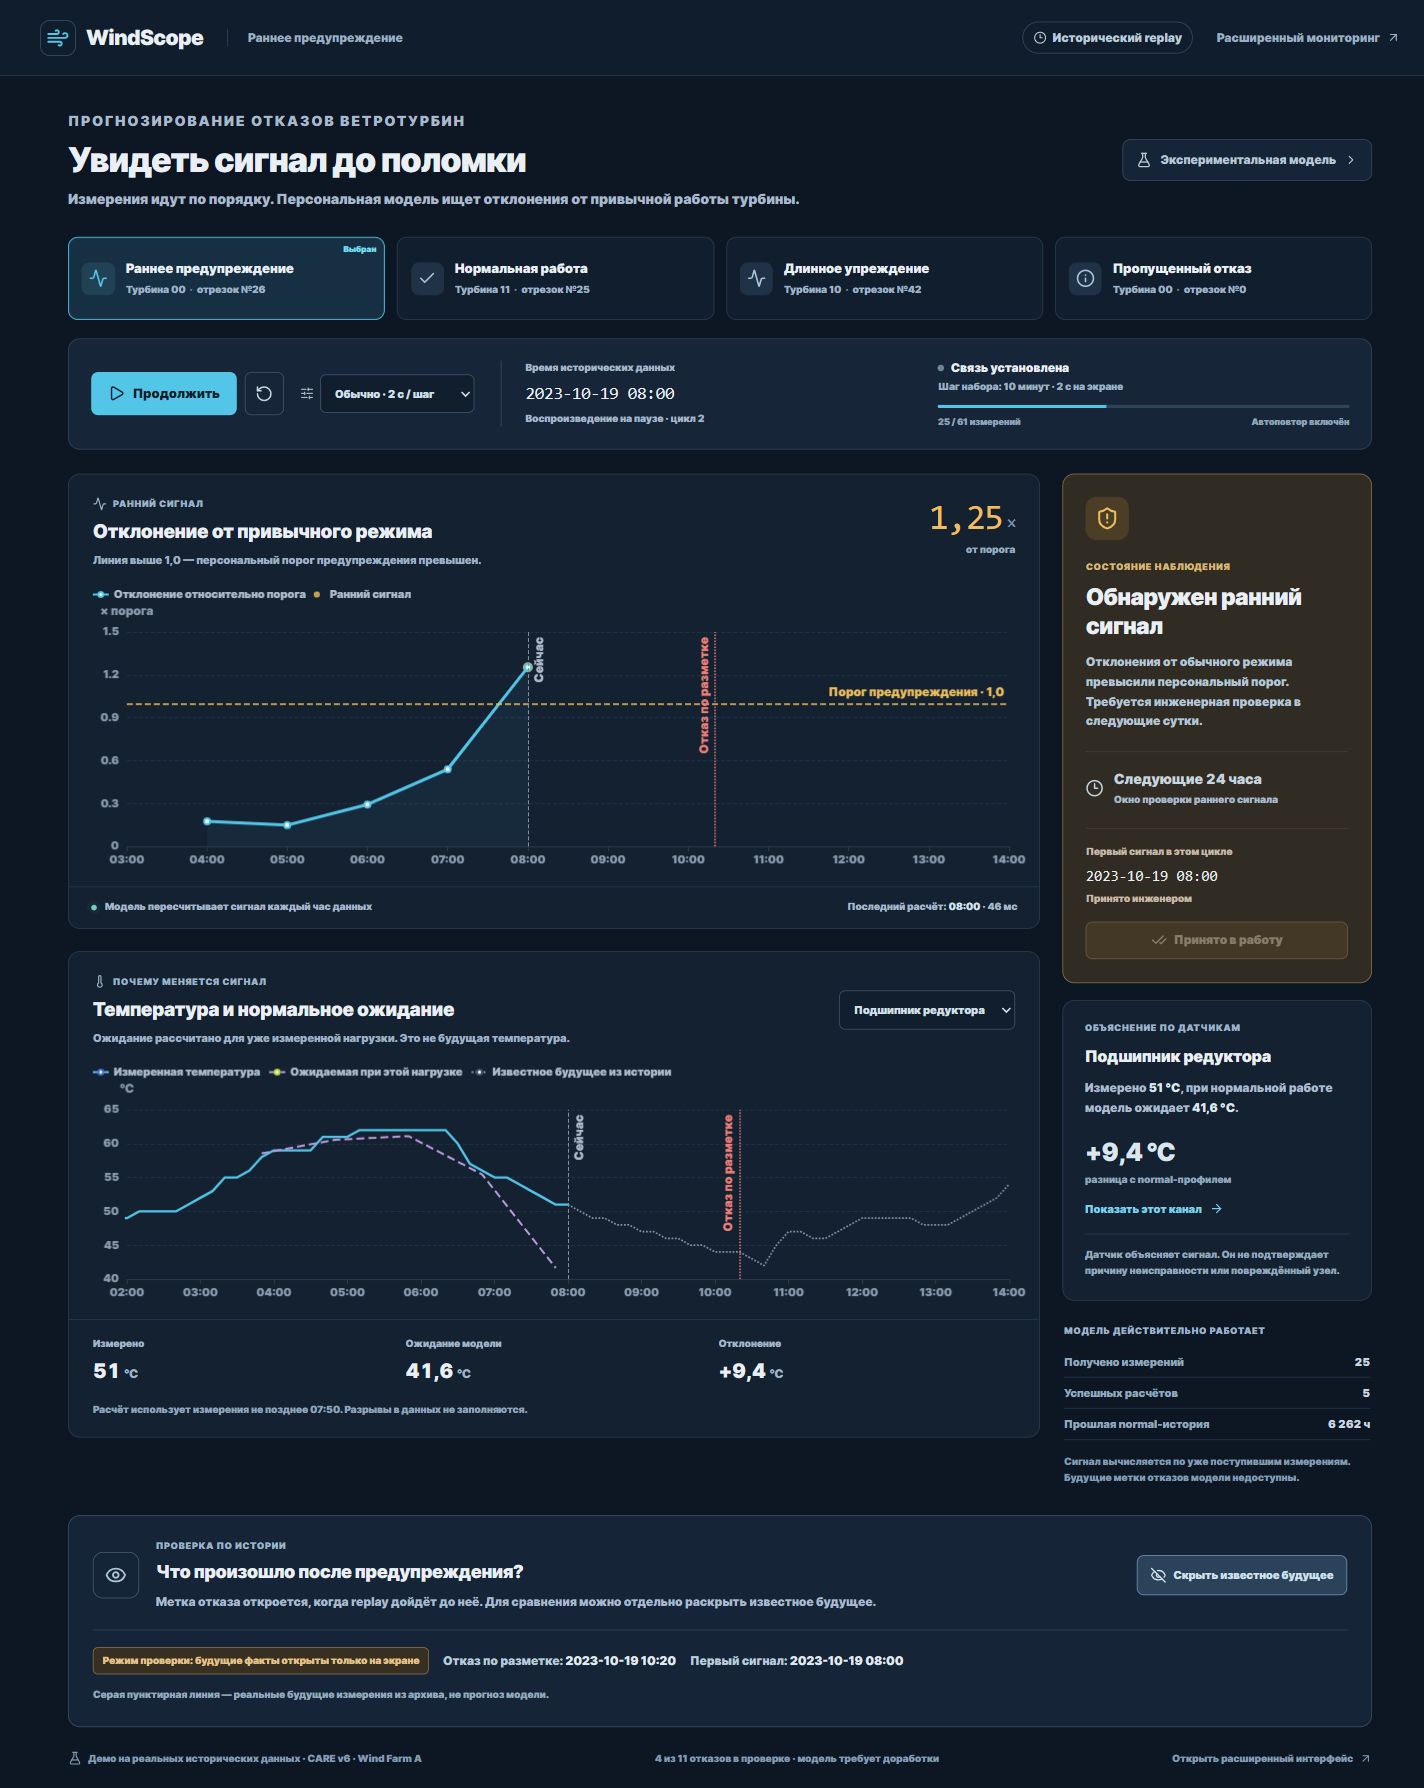 WindScope
Раннее предупреждение
Исторический replay
Расширенный мониторинг
ПРОГНОЗИРОВАНИЕ ОТКАЗОВ ВЕТРОТУРБИН
Увидеть сигнал до поломки
Экспериментальная модель
Измерения идут по порядку. Персональная модель ищет отклонения от привычной работы турбины.
Выбран
Раннее предупреждение
Турбина 00 · отрезок №26
Нормальная работа
Турбина 11 · отрезок №25
Длинное упреждение
Турбина 10 · отрезок №42
Пропущенный отказ
Турбина 00 · отрезок №0
Продолжить
Обычно · 2 с / шаг
Время исторических данных
2023-10-19 08:00
Воспроизведение на паузе · цикл 2
Связь установлена
Шаг набора: 10 минут · 2 с на экране
25 / 61 измерений
Автоповтор включён
РАННИЙ СИГНАЛ
Отклонение от привычного режима
Линия выше 1,0 — персональный порог предупреждения превышен.
1,25 ×
от порога
Отклонение относительно порога
Ранний сигнал
× порога
1.5
1.2
0.9
0.6
0.3
0
Сейчас
Отказ по разметке
Порог предупреждения · 1,0
03:00 04:00 05:00 06:00 07:00 08:00 09:00 10:00 11:00 12:00 13:00 14:00
Модель пересчитывает сигнал каждый час данных
Последний расчёт: 08:00 · 46 мс
СОСТОЯНИЕ НАБЛЮДЕНИЯ
Обнаружен ранний
сигнал
Отклонения от обычного режима
превысили персональный порог.
Требуется инженерная проверка в
следующие сутки.
Следующие 24 часа
Окно проверки раннего сигнала
Первый сигнал в этом цикле
2023-10-19 08:00
Принято инженером
Принято в работу
ПОЧЕМУ МЕНЯЕТСЯ СИГНАЛ
Температура и нормальное ожидание
Ожидание рассчитано для уже измеренной нагрузки. Это не будущая температура.
Подшипник редуктора
Измеренная температура
Ожидаемая при этой нагрузке
Известное будущее из истории
°C
65
60
55
50
45
40
Сейчас
Отказ по разметке
02:00 03:00 04:00 05:00 06:00 07:00 08:00 09:00 10:00 11:00 12:00 13:00 14:00
Измерено
51 °C
Ожидание модели
41,6 °C
Отклонение
+9,4 °C
Расчёт использует измерения не позднее 07:50. Разрывы в данных не заполняются.
ОБЪЯСНЕНИЕ ПО ДАТЧИКАМ
Подшипник редуктора
Измерено 51 °C, при нормальной работе
модель ожидает 41,6 °C.
+9,4 °C
разница с normal-профилем
Показать этот канал
Датчик объясняет сигнал. Он не подтверждает
причину неисправности или повреждённый узел.
МОДЕЛЬ ДЕЙСТВИТЕЛЬНО РАБОТАЕТ
Получено измерений 25
Успешных расчётов 5
Прошлая normal-история 6 262 ч
Сигнал вычисляется по уже поступившим измерениям.
Будущие метки отказов модели недоступны.
ПРОВЕРКА ПО ИСТОРИИ
Что произошло после предупреждения?
Метка отказа откроется, когда replay дойдёт до неё. Для сравнения можно отдельно раскрыть известное будущее.
Скрыть известное будущее
Режим проверки: будущие факты открыты только на экране
Отказ по разметке: 2023-10-19 10:20
Первый сигнал: 2023-10-19 08:00
Серая пунктирная линия — реальные будущие измерения из архива, не прогноз модели.
Демо на реальных исторических данных · CARE v6 · Wind Farm A
4 из 11 отказов в проверке · модель требует доработки
Открыть расширенный интерфейс